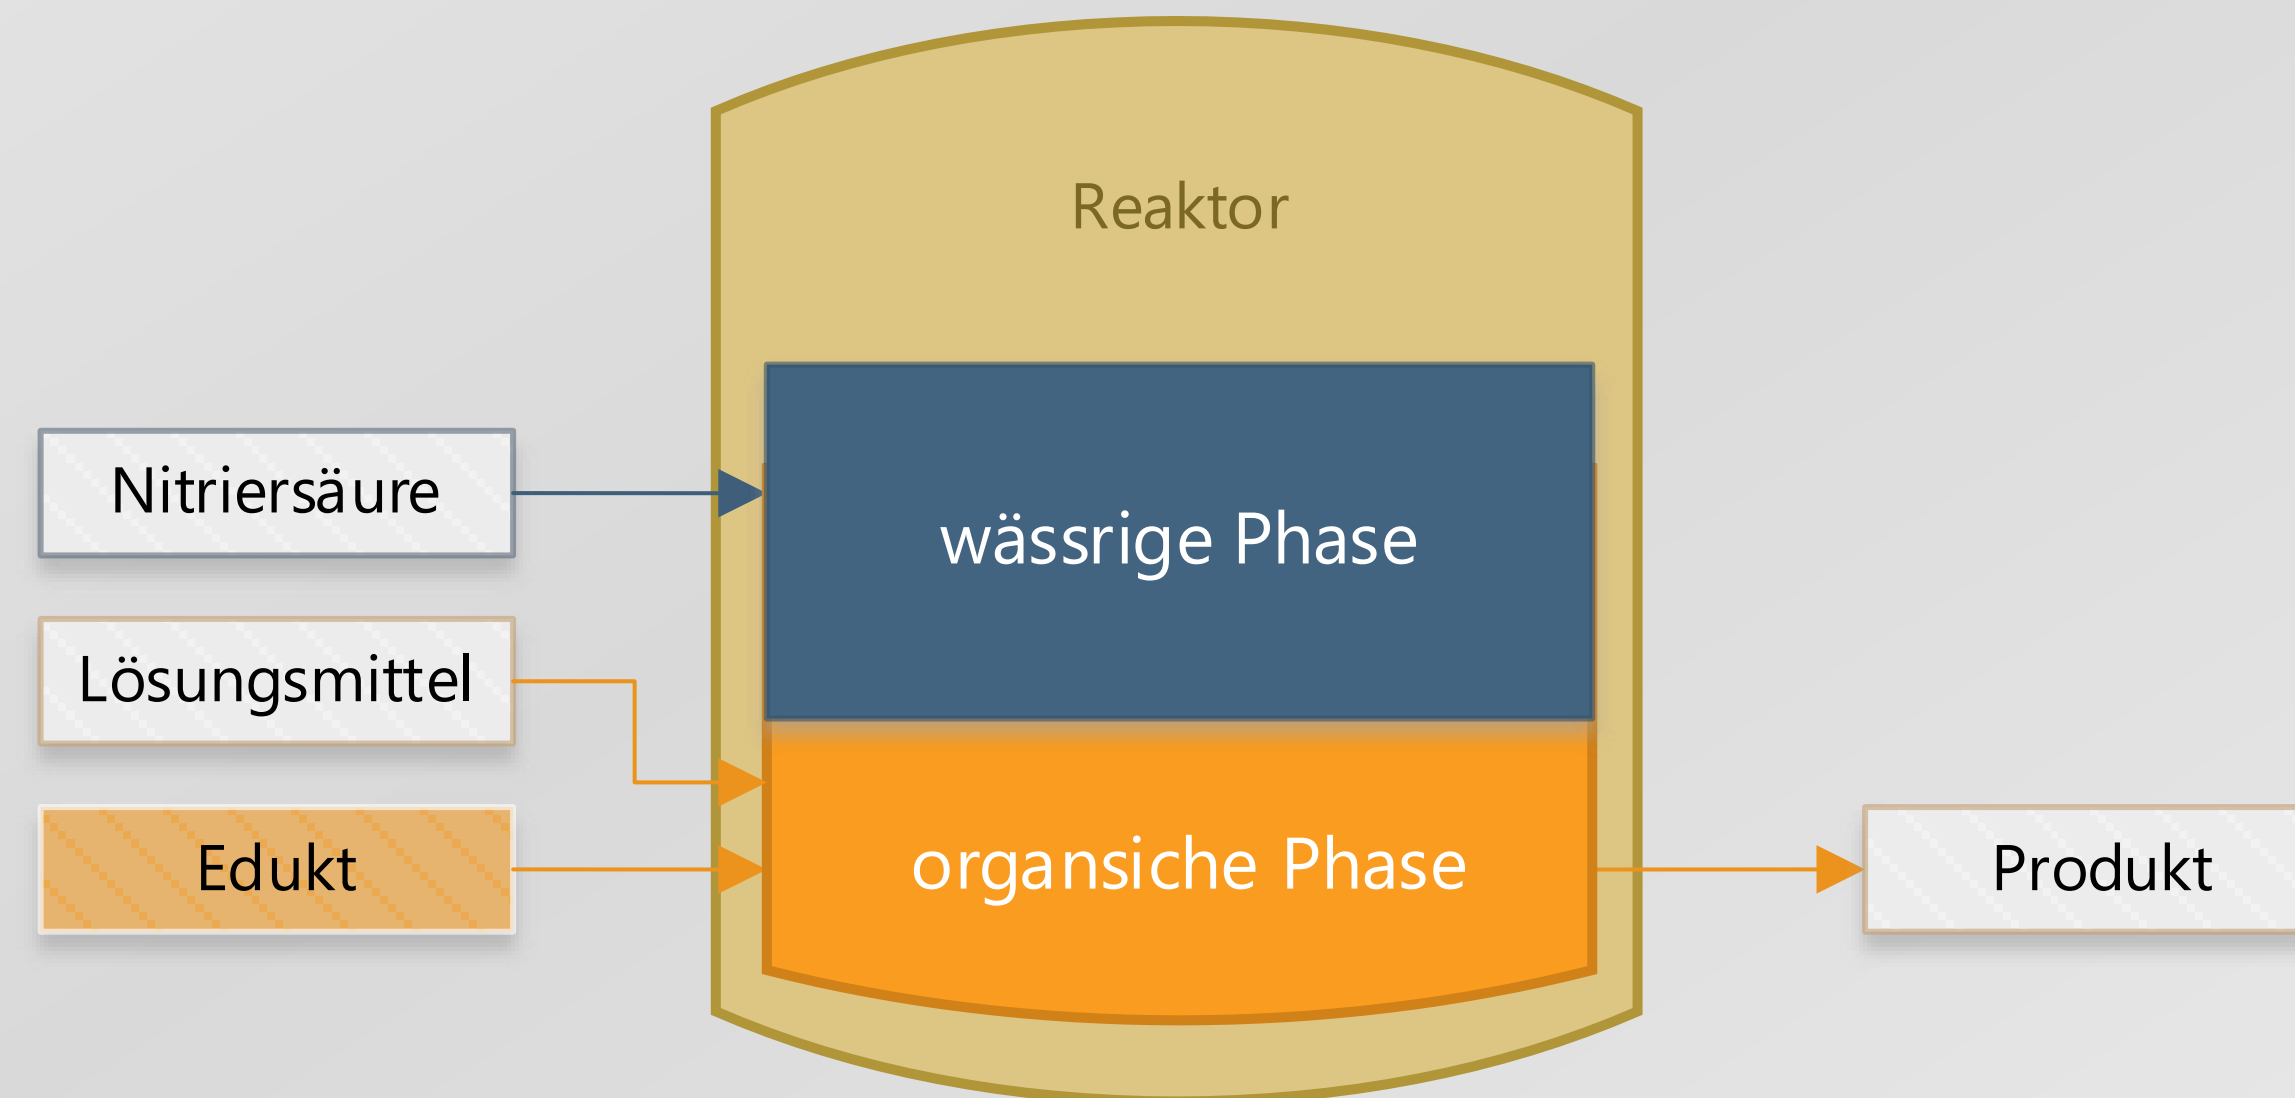 Reaktor
Nitriersäure
wässrige Phase
Lösungsmittel
Edukt
organsiche Phase
Produkt